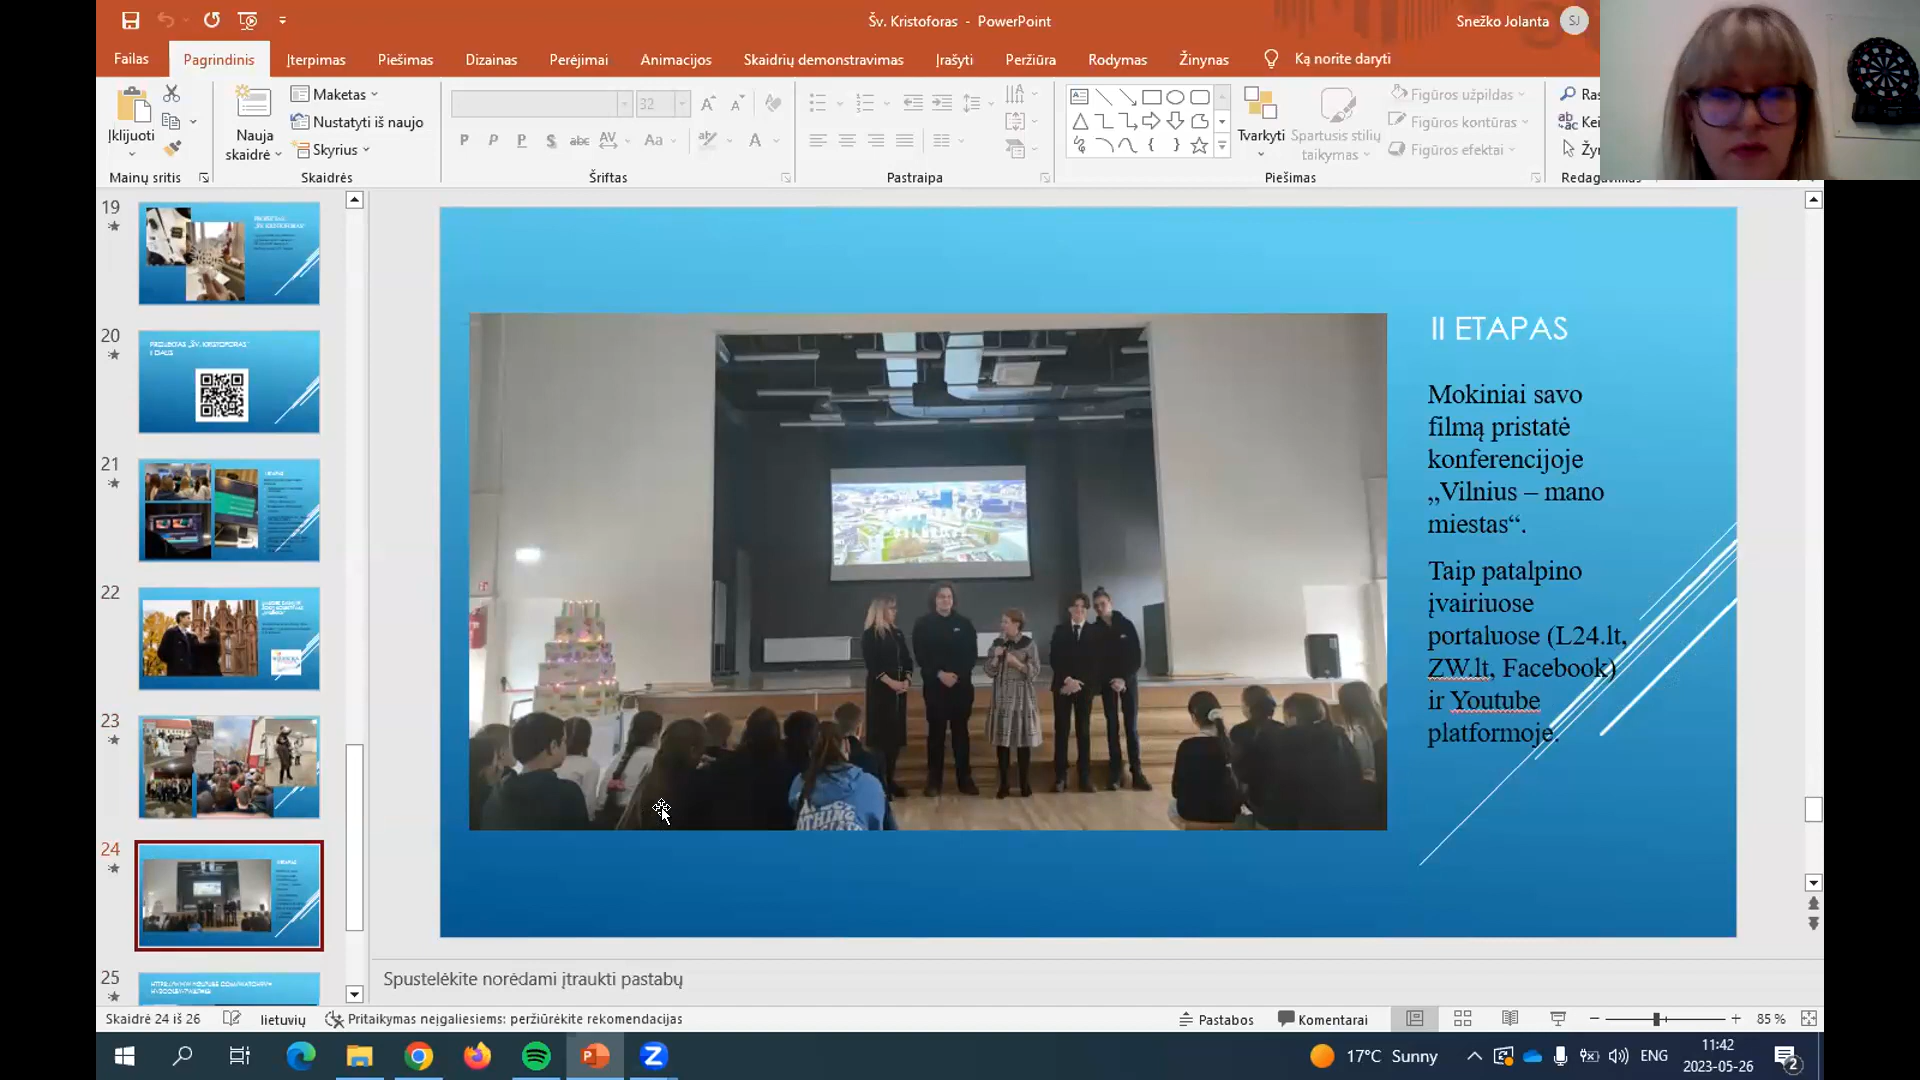 Šv. Kristoforas - PowerPoint
Snežko Jolanta
SJ
Failas
Pagrindinis
Įterpimas
Piešimas
Dizainas
Perėjimai
Animacijos
Skaidrių demonstravimas
Įrašyti
Peržiūra
Rodymas
Žinynas
Ką norite daryti
Įklijuoti
Nauja
skaidrė
Maketas
Nustatyti iš naujo
Skyrius
32
Tvarkyti
Spartusis stilių
taikymas
Figūros užpildas
Figūros kontūras
Figūros efektai
Mainų sritis
Skaidrės
Šriftas
Pastraipa
Piešimas
19
20
PROJEKTAS „ŠV. KRISTOFORAS“
21
22
23
24
25
II ETAPAS
Mokiniai savo
filmą pristatė
konferencijoje
„Vilnius – mano
miestas“.
Taip patalpino
įvairiuose
portaluose (L24.lt,
ZW.lt, Facebook)
ir Youtube
platformoje.
Spustelėkite norėdami įtraukti pastabų
Skaidrė 24 iš 26
lietuvių
Pritaikymas neįgaliesiems: peržiūrėkite rekomendacijas
Pastabos
Komentarai
85 %
17°C Sunny
ENG
11:42
2023-05-26
2